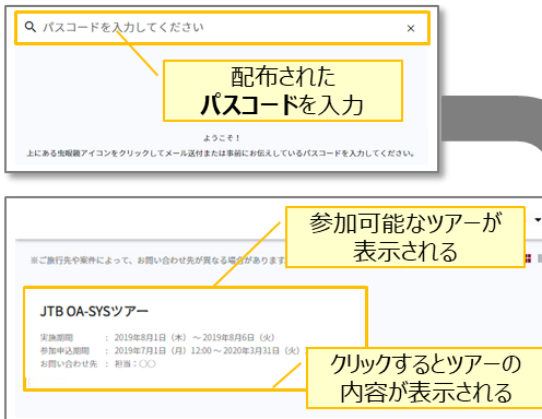 パスコードを入力してください ×
配布された
パスコードを入力
ようこそ！
上にある虫眼鏡アイコンをクリックしてメール送付または事前にお伝えしているパスコードを入力してください。
参加可能なツアーが
表示される
※ご旅行先や案件によって、お問い合わせ先が異なる場合があります
JTB OA-SYSツアー
実施期間 : 2019年8月1日（木）～2019年8月6日（火）
参加申込期間 : 2019年7月1日（月）12:00～2020年3月31日（火）
お問い合わせ先 : 担当：〇〇
クリックするとツアーの
内容が表示される